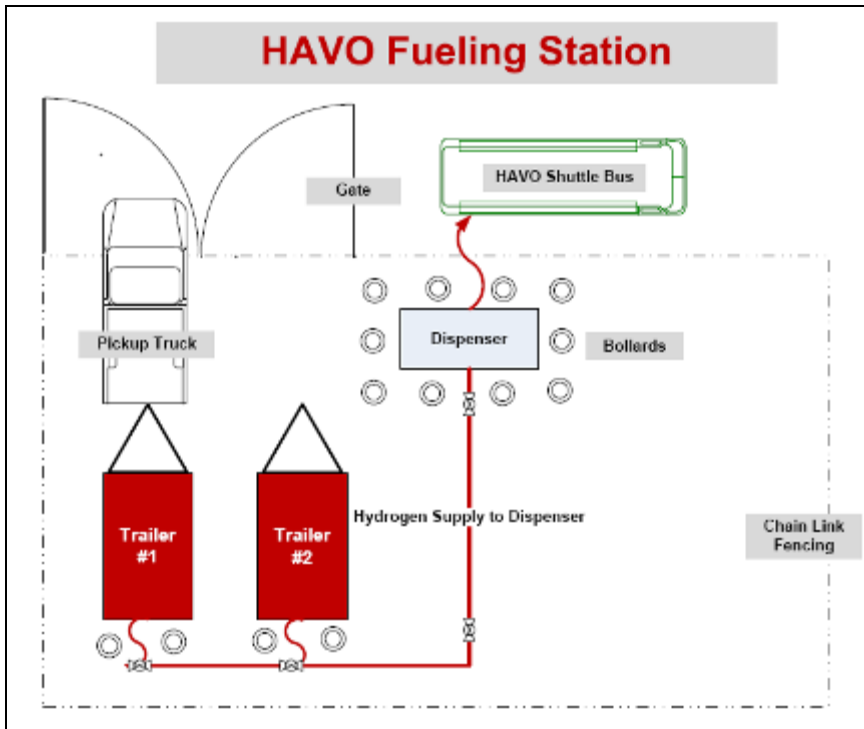 HAVO Fueling Station
HAVO Shuttle Bus
Gate
Pickup Truck
Dispenser
Bollards
Trailer
#1
Trailer
#2
Hydrogen Supply to Dispenser
Chain Link
Fencing